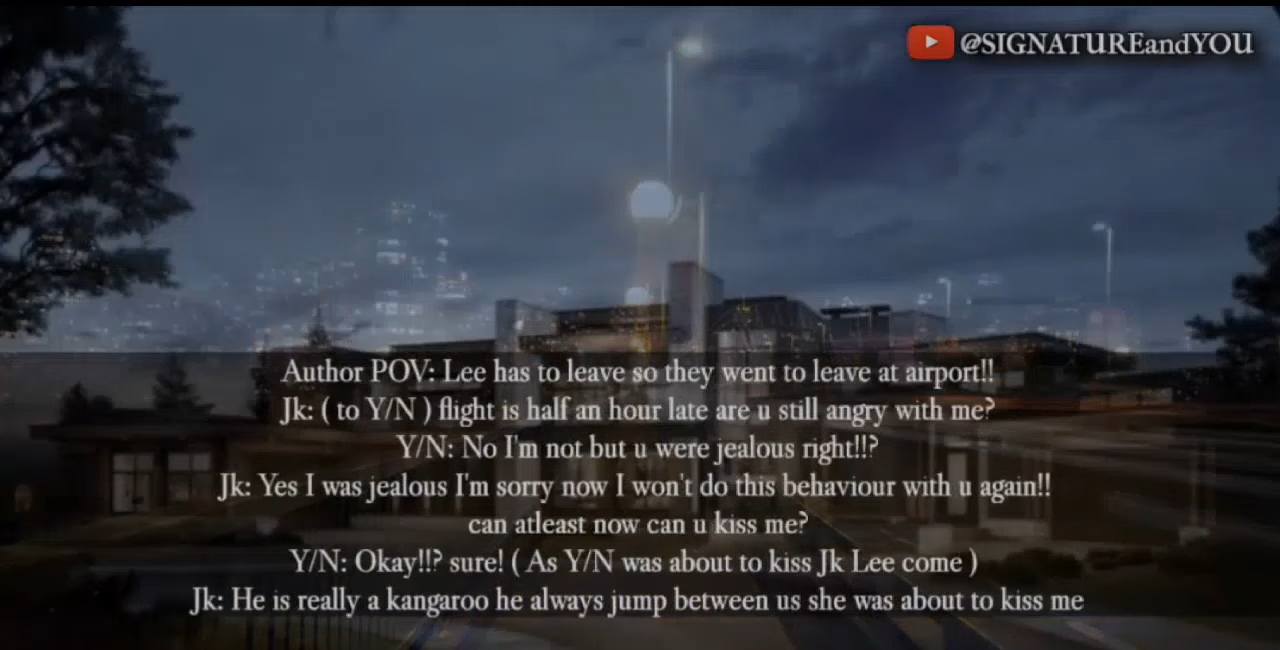 @SIGNATUREandYOU
Author POV: Lee has to leave so they went to leave at airport!!
Jk: ( to Y/N ) flight is half an hour late are u still angry with me?
Y/N: No I'm not but u were jealous right!!?
Jk: Yes I was jealous I'm sorry now I won't do this behaviour with u again!!
can atleast now can u kiss me?
Y/N: Okay!!? sure! ( As Y/N was about to kiss Jk Lee come )
Jk: He is really a kangaroo he always jump between us she was about to kiss me